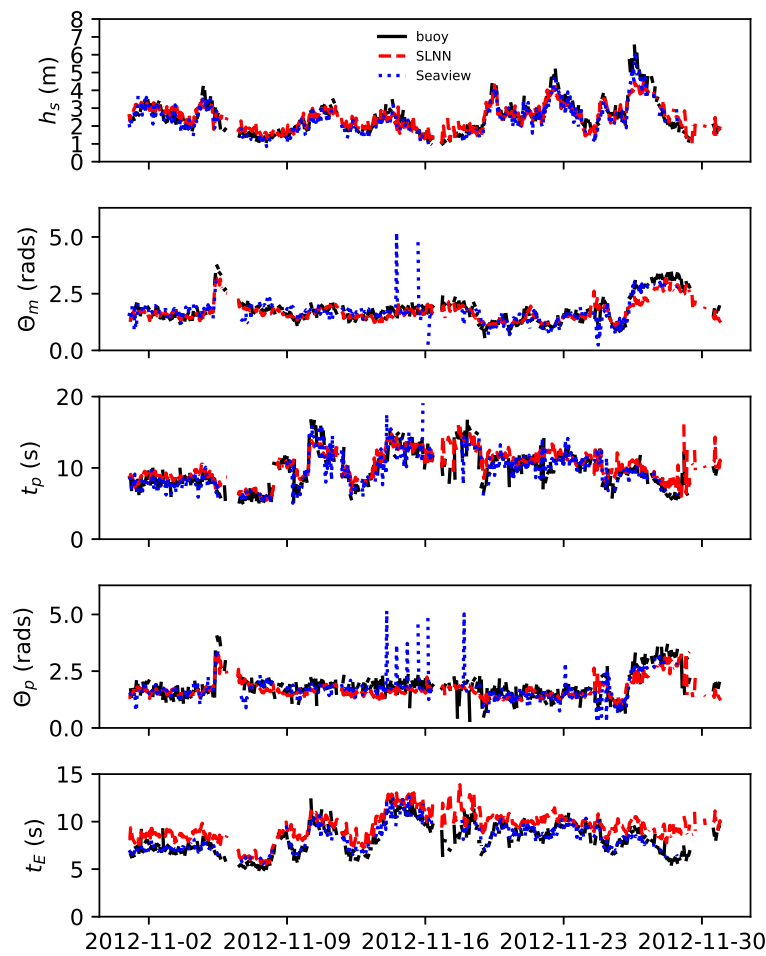 8
7
6
5
4
3
2
1
0
h_s (m)
buoy
SLNN
Seaview
5.0
2.5
0.0
Θ_m (rads)
20
10
0
t_p (s)
5.0
2.5
0.0
Θ_p (rads)
15
10
5
0
t_E (s)
2012-11-02 2012-11-09 2012-11-16 2012-11-23 2012-11-30